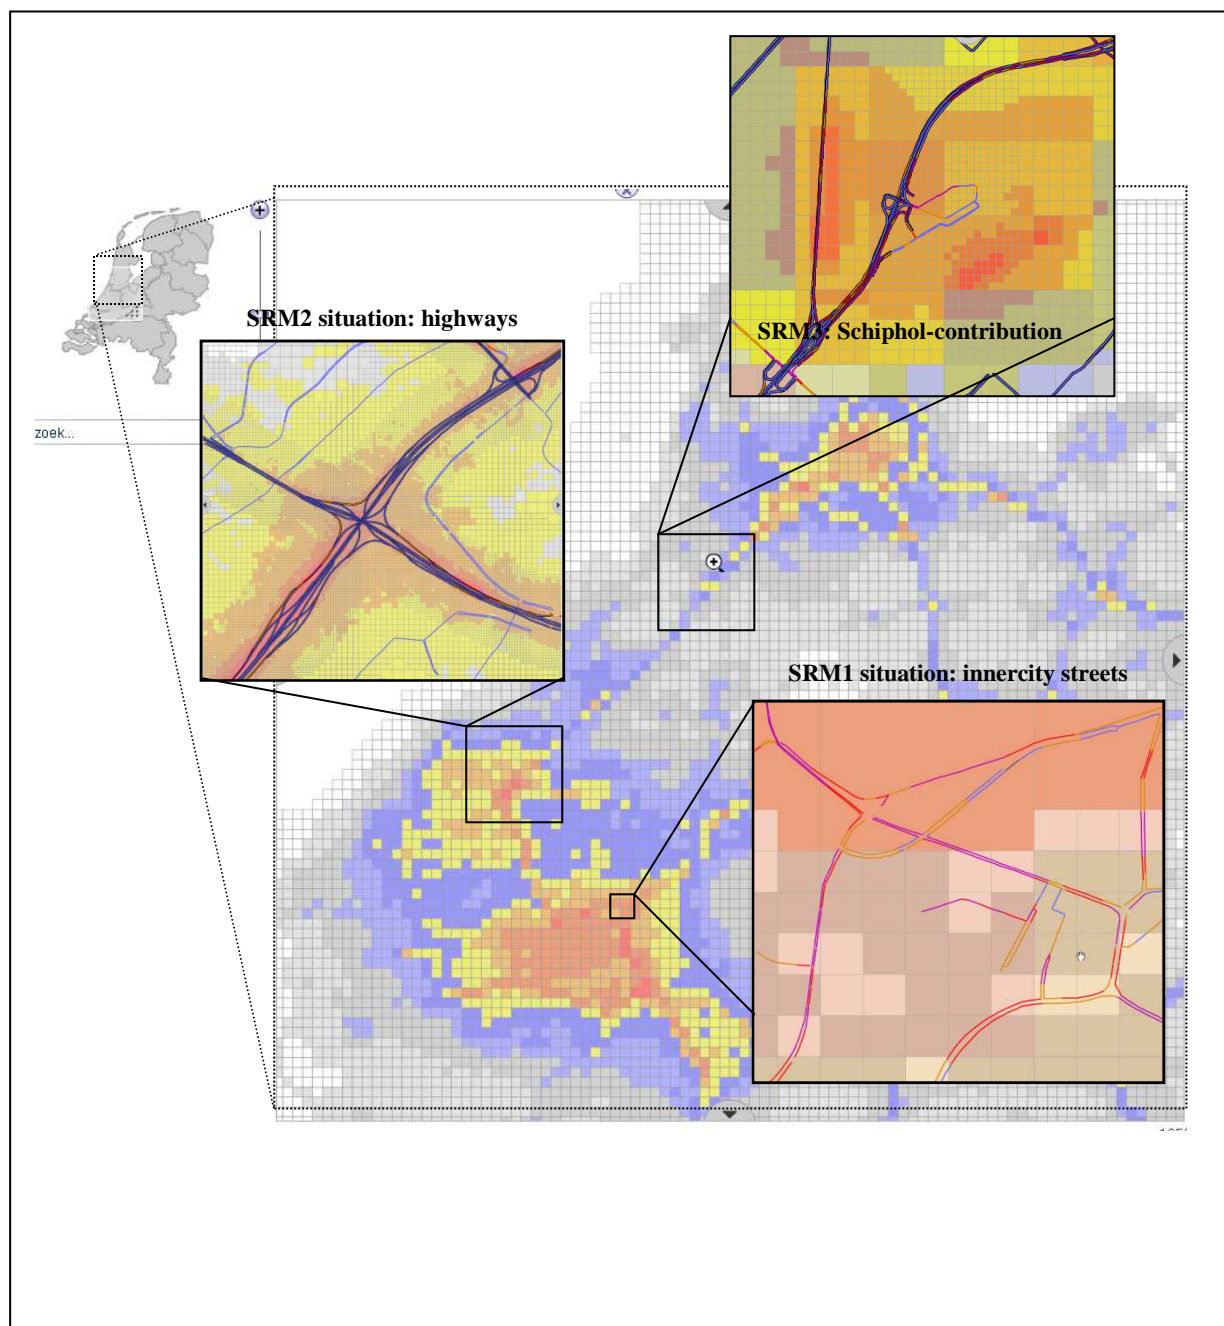 SRM2 situation: highways
SRM3: Schiphol-contribution
zoek...
SRM1 situation: innercity streets